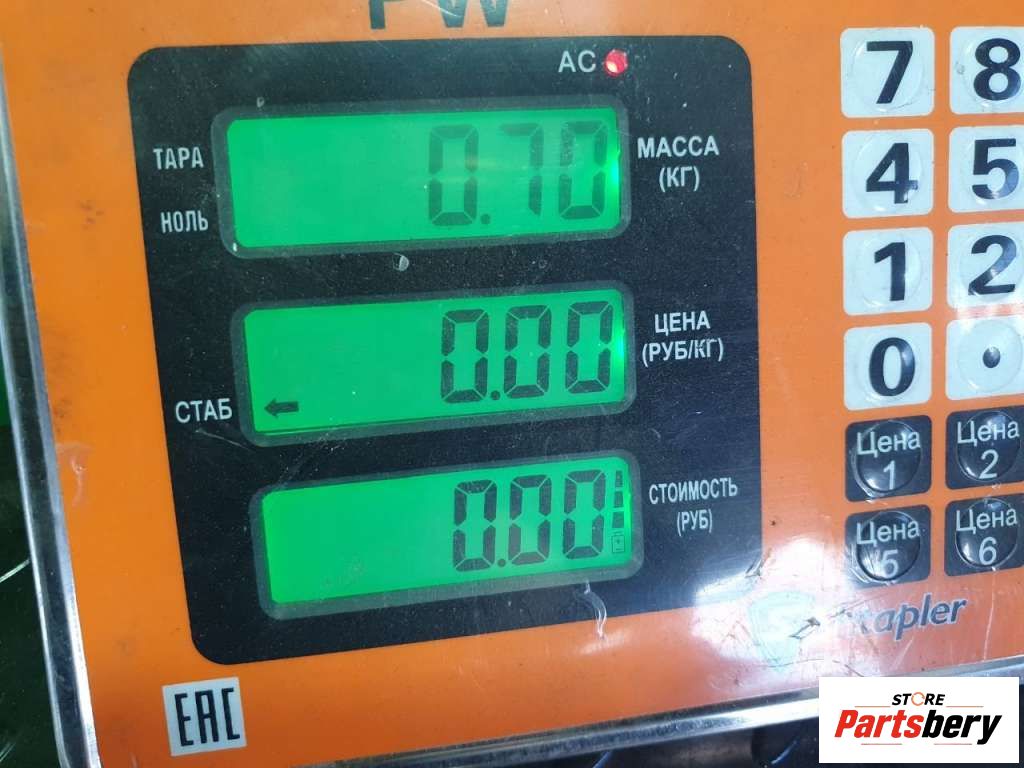 PW
AC
ТАРА
НОЛЬ
0.70
МАССА
(КГ)
0.00
ЦЕНА
(РУБ/КГ)
СТАБ
0.00
СТОИМОСТЬ
(РУБ)
7 8
4 5
1 2
0 .
Цена 1
Цена 2
Цена 5
Цена 6
EAC
STORE
Partsbery